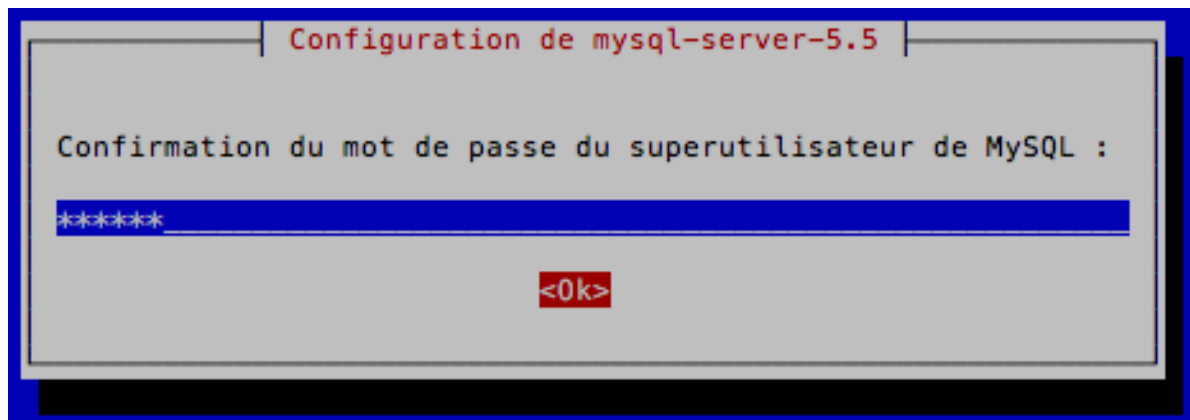 Configuration de mysql-server-5.5
Confirmation du mot de passe du superutilisateur de MySQL :
******
<Ok>